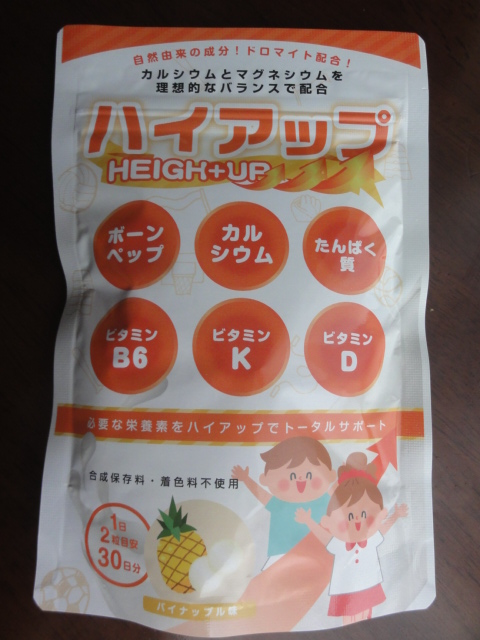 自然由来の成分！ドロマイト配合！
カルシウムとマグネシウムを
理想的なバランスで配合
ハイアップ
HEIGH+UP
ボーン
ペップ
カル
シウム
たんぱく
質
ビタミン
B6
ビタミン
K
ビタミン
D
必要な栄養素をハイアップでトータルサポート
合成保存料・着色料不使用
1日
2粒目安
30日分
パイナップル味